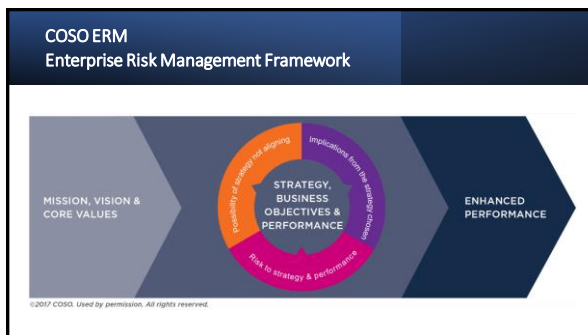 COSO ERM
Enterprise Risk Management Framework
MISSION, VISION &
CORE VALUES
Possibility of strategy not aligning
Implications from the strategy chosen
STRATEGY,
BUSINESS
OBJECTIVES &
PERFORMANCE
Risk to strategy & performance
ENHANCED
PERFORMANCE
©2017 COSO. Used by permission. All rights reserved.